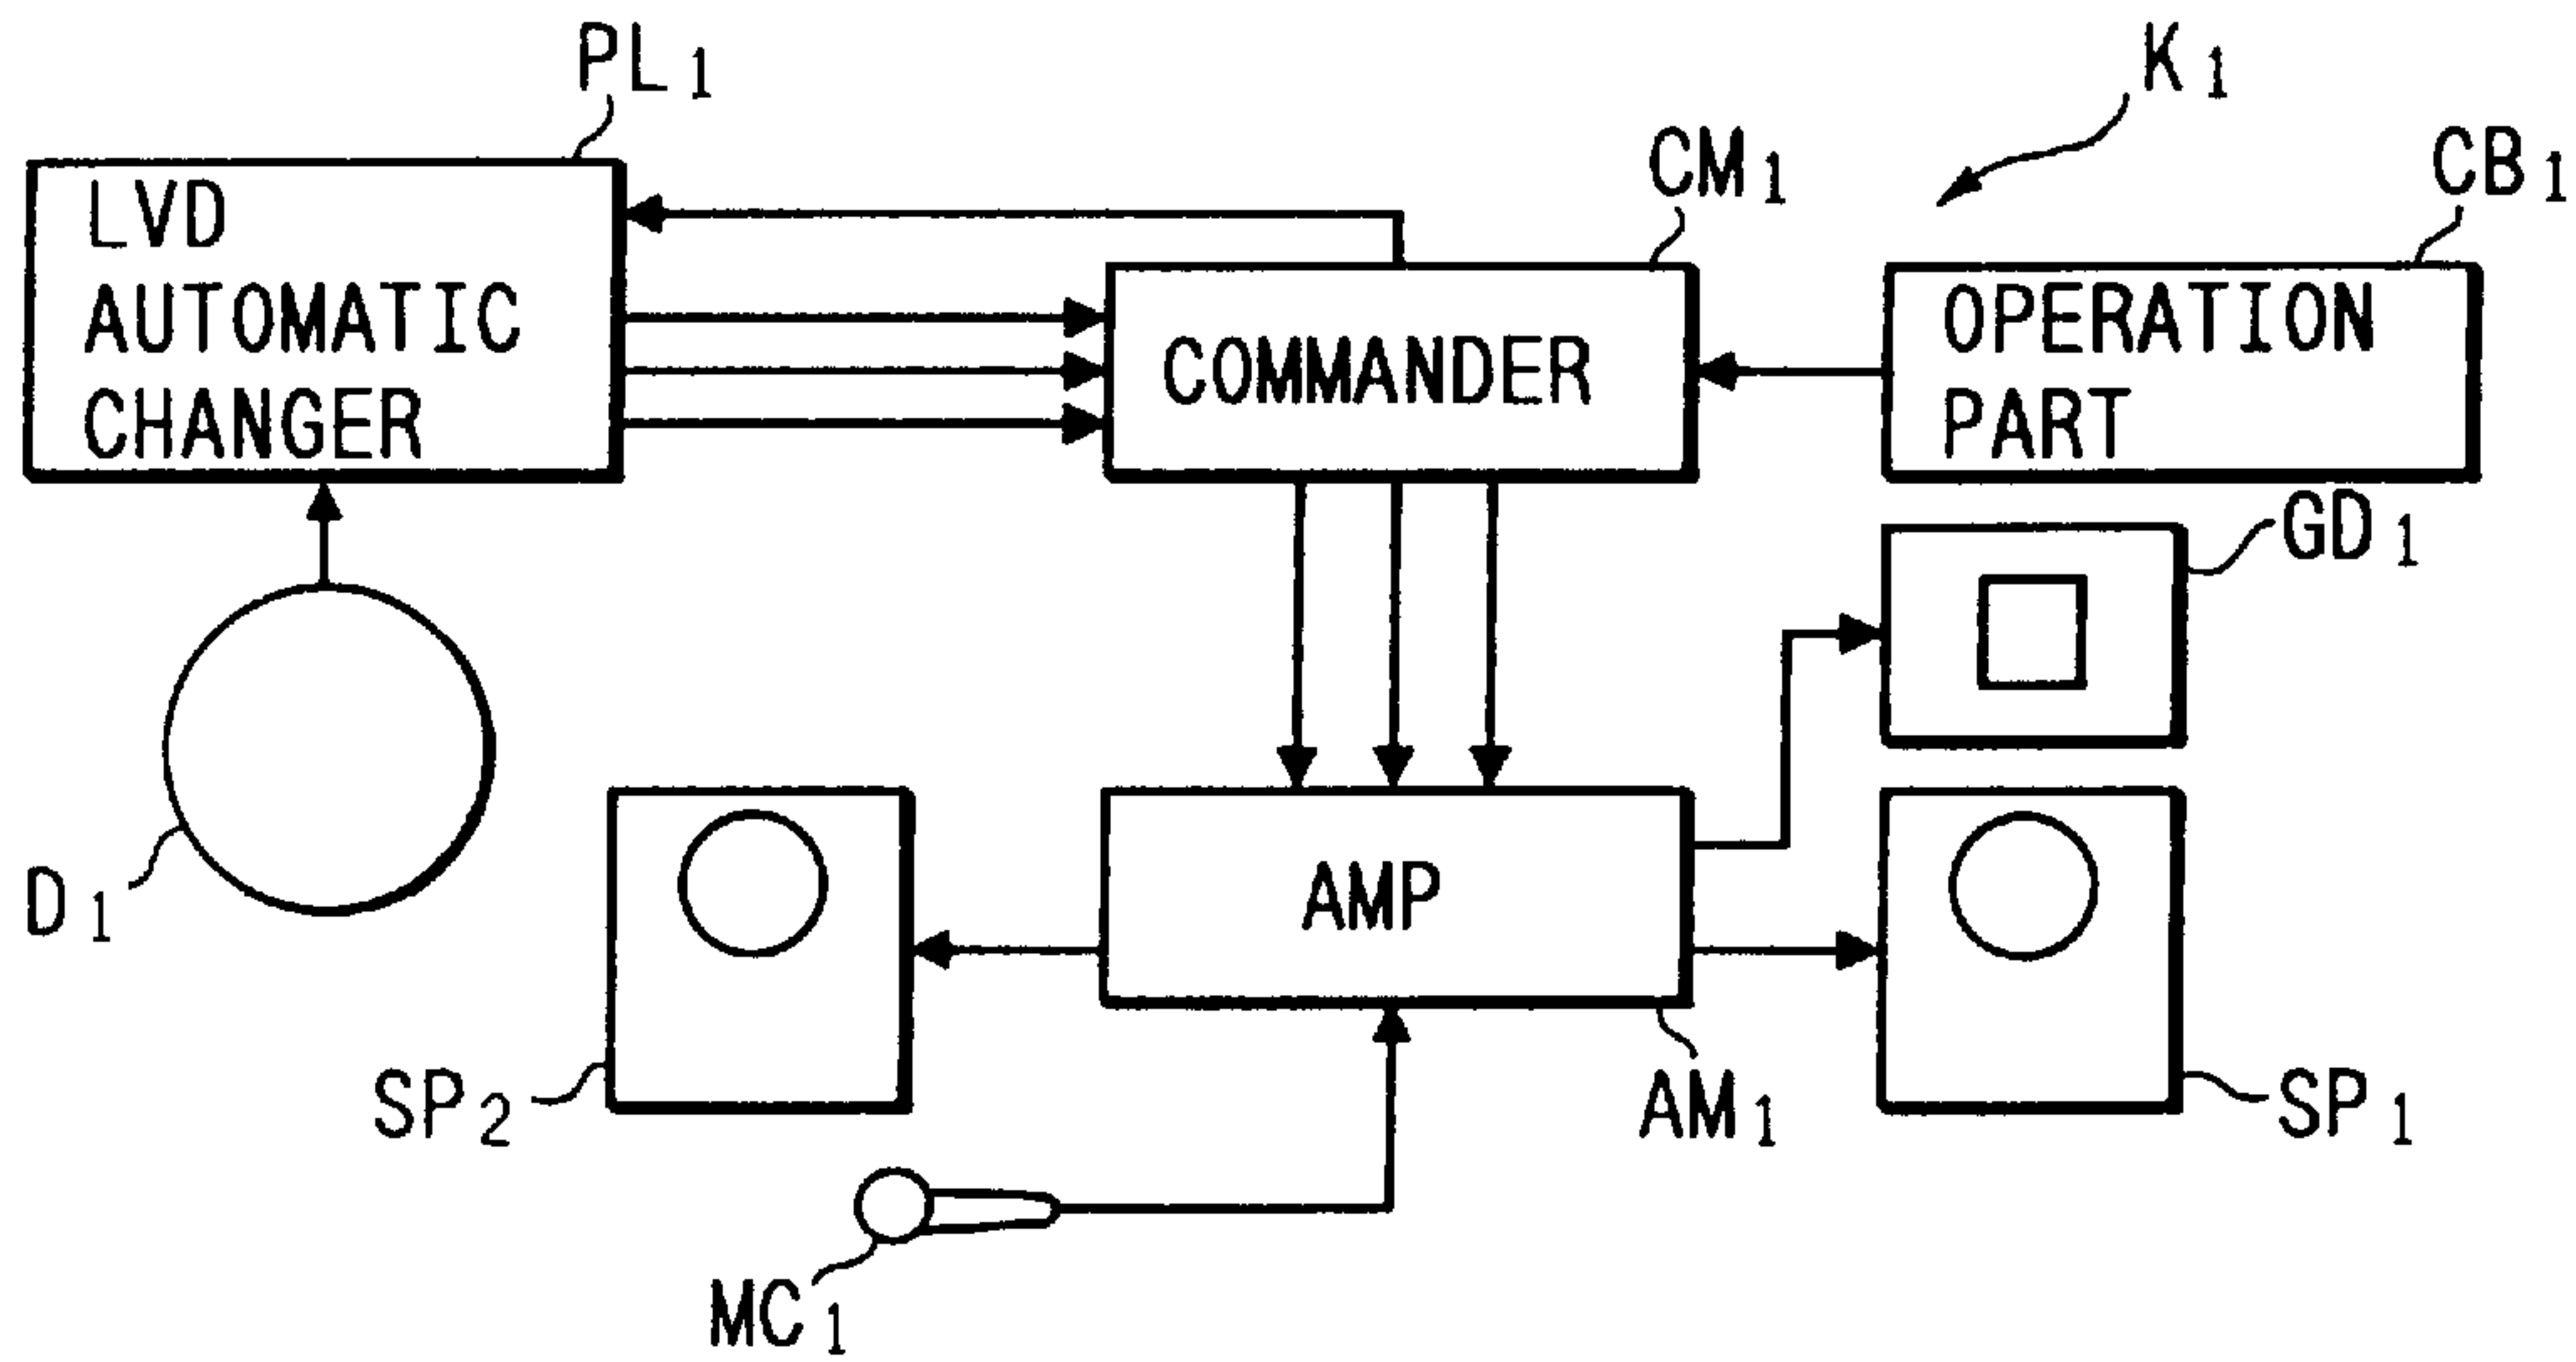 PL1
K1
CM1
CB1
LVD
AUTOMATIC
CHANGER
COMMANDER
OPERATION
PART
GD1
D1
AMP
SP2
AM1
SP1
MC1